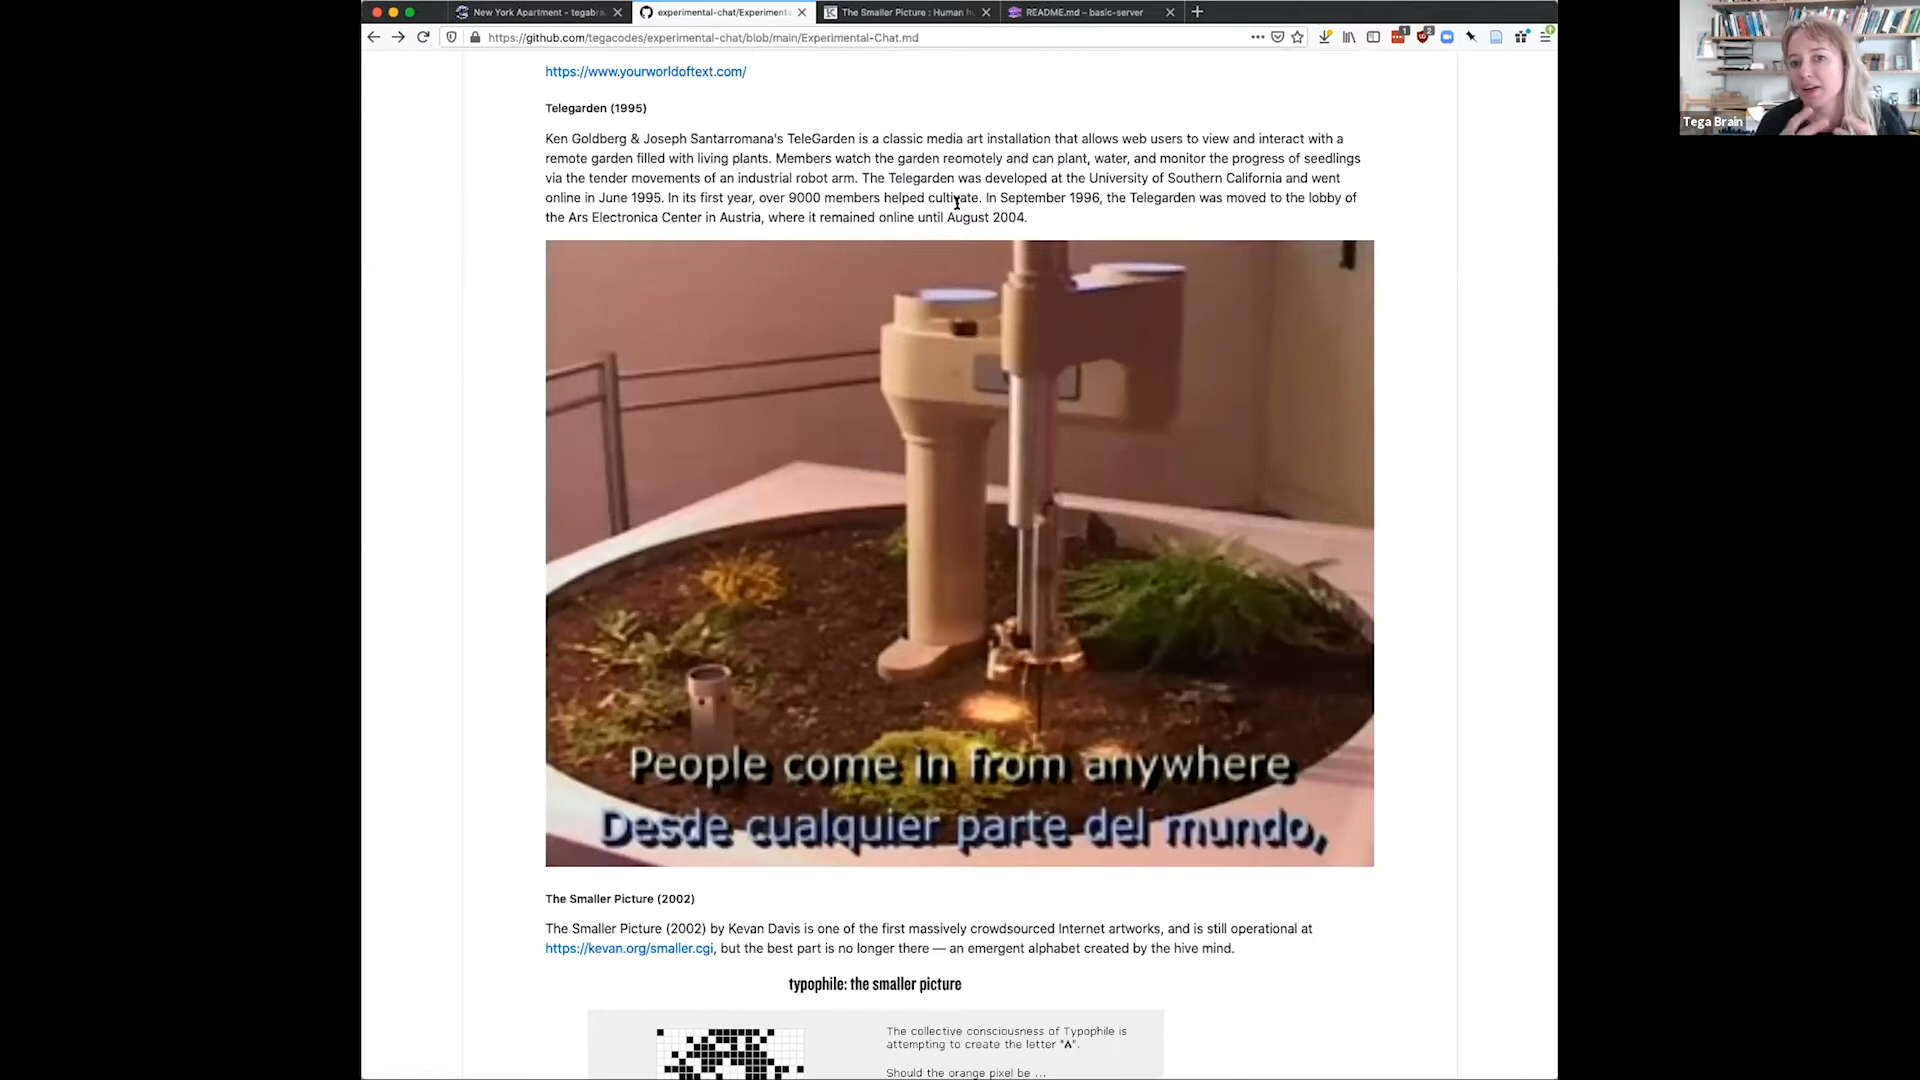 New York Apartment - tegabra
experimental-chat/Experimenta
The Smaller Picture : Human h
README.md – basic-server
https://github.com/tegacodes/experimental-chat/blob/main/Experimental-Chat.md
Tega Brain
https://www.yourworldoftext.com/
Telegarden (1995)
Ken Goldberg & Joseph Santarromana's TeleGarden is a classic media art installation that allows web users to view and interact with a
remote garden filled with living plants. Members watch the garden reomotely and can plant, water, and monitor the progress of seedlings
via the tender movements of an industrial robot arm. The Telegarden was developed at the University of Southern California and went
online in June 1995. In its first year, over 9000 members helped cultivate. In September 1996, the Telegarden was moved to the lobby of
the Ars Electronica Center in Austria, where it remained online until August 2004.
People come in from anywhere
Desde cualquier parte del mundo,
The Smaller Picture (2002)
The Smaller Picture (2002) by Kevan Davis is one of the first massively crowdsourced Internet artworks, and is still operational at
https://kevan.org/smaller.cgi, but the best part is no longer there — an emergent alphabet created by the hive mind.
typophile: the smaller picture
The collective consciousness of Typophile is
attempting to create the letter "A".
Should the orange pixel be ...